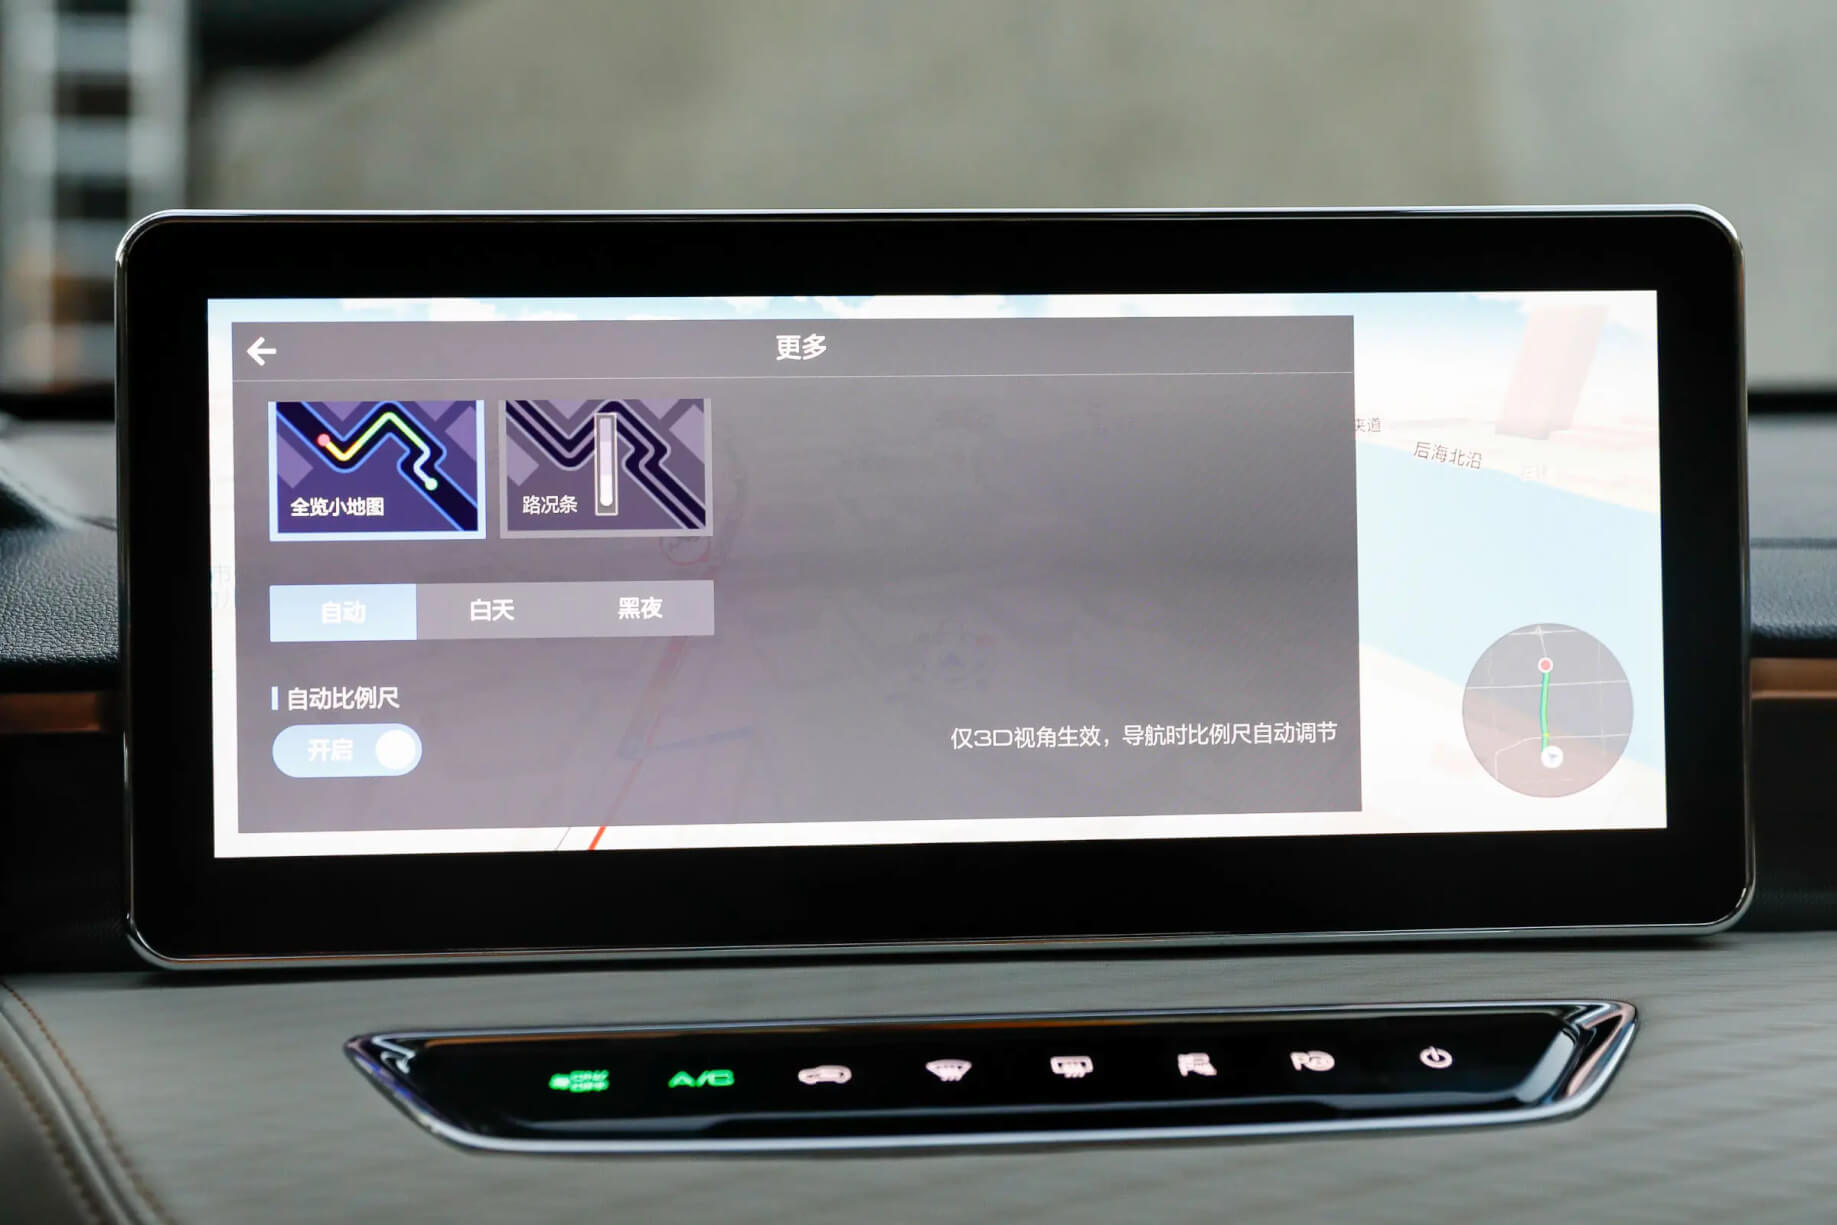 更多
全览小地图
路况条
夹道
后海北沿
自动 白天 黑夜
自动比例尺
开启
仅3D视角生效，导航时比例尺自动调节
A/C